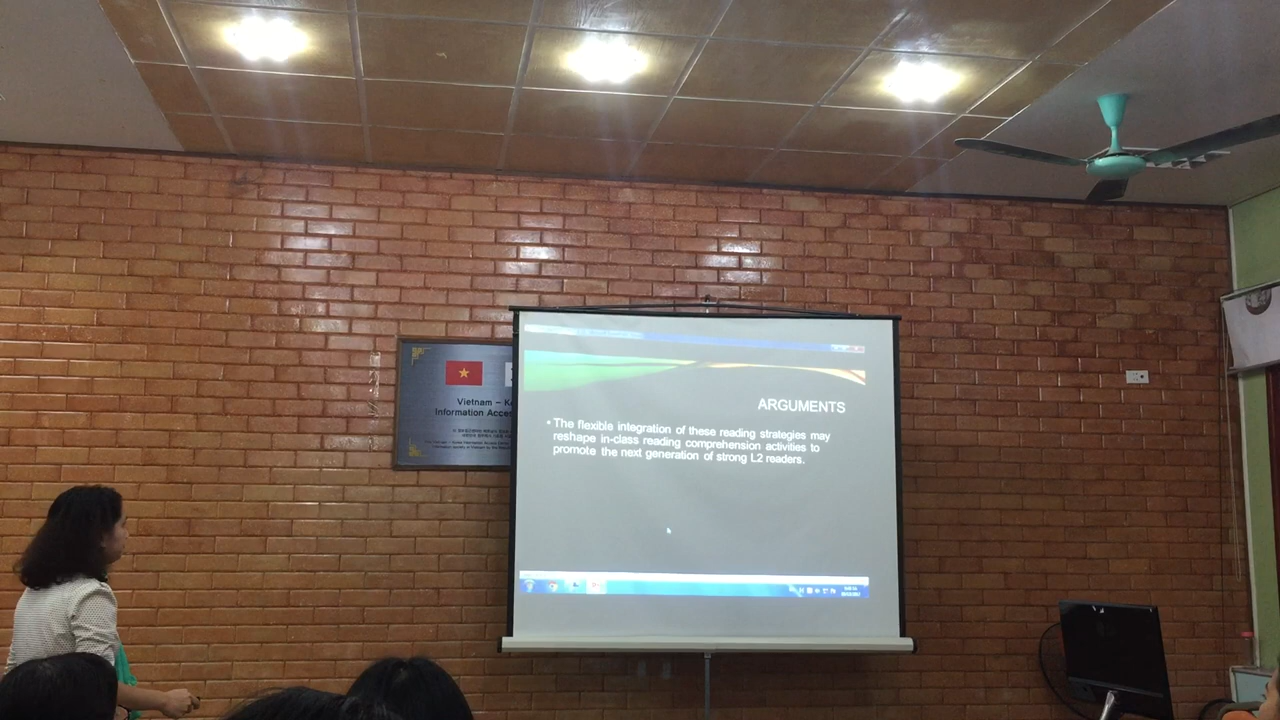 Vietnam – K
Information Acces
ARGUMENTS
• The flexible integration of these reading strategies may
reshape in-class reading comprehension activities to
promote the next generation of strong L2 readers.